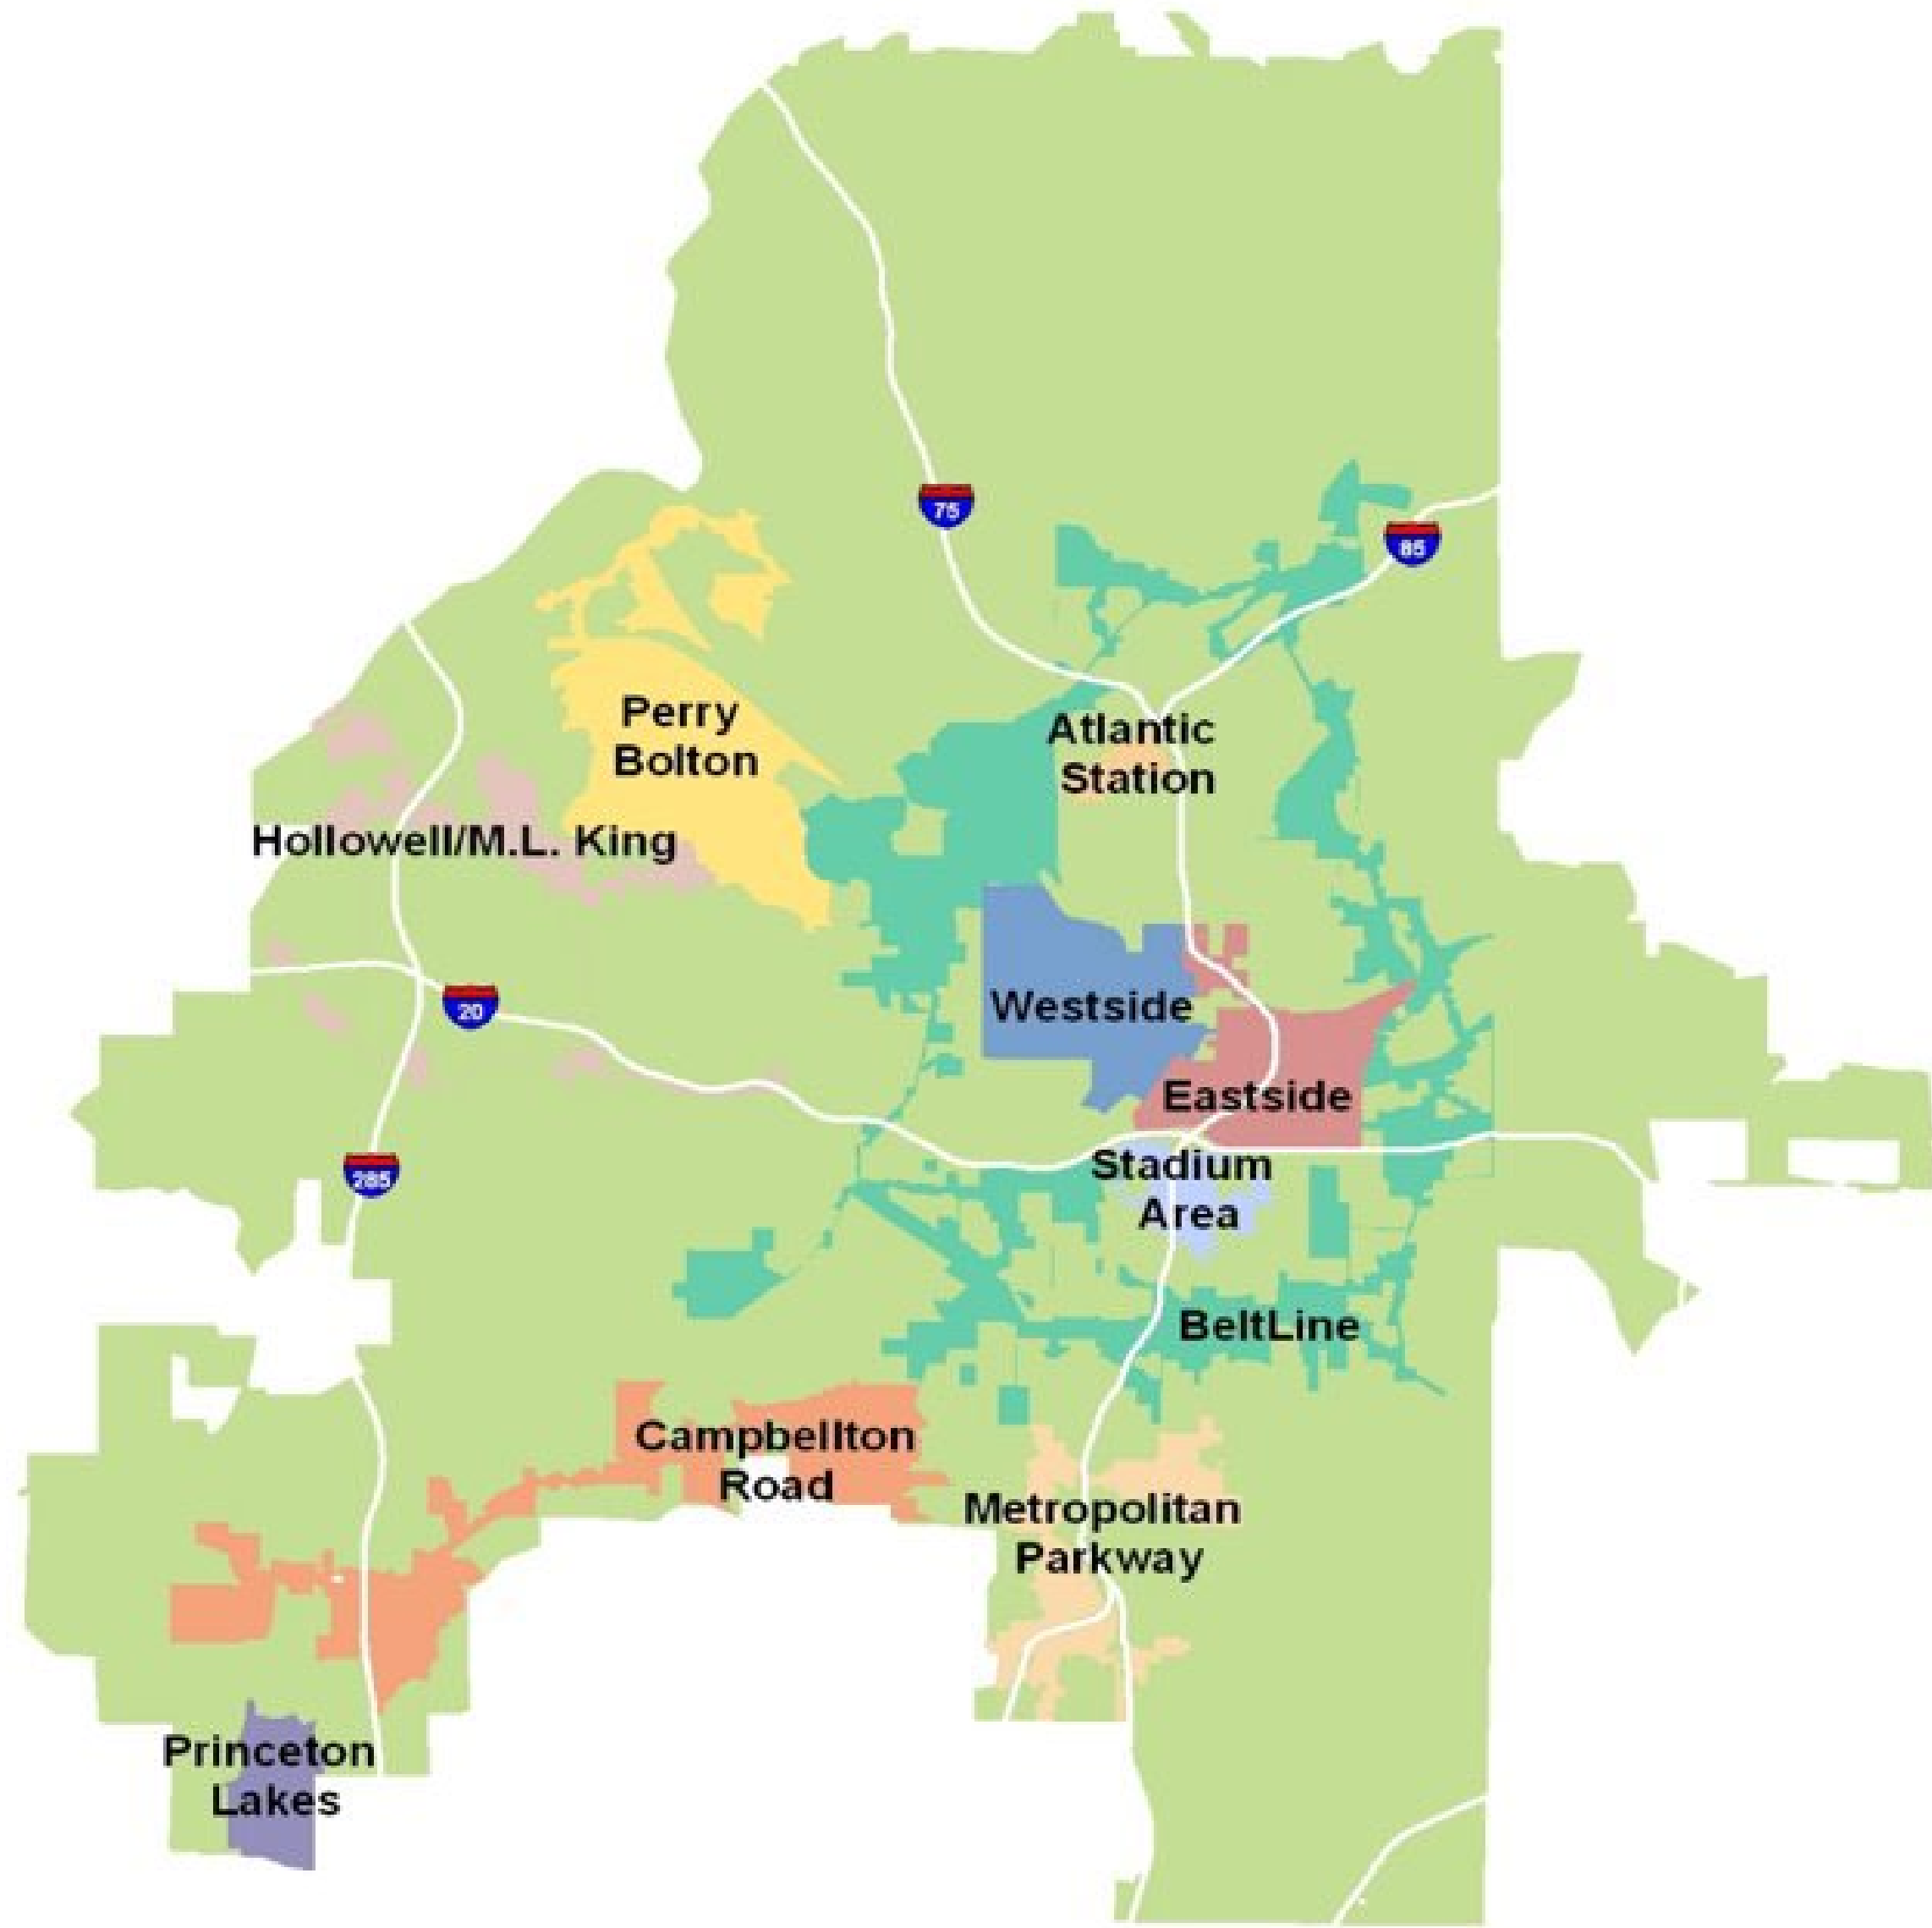 75
85
Perry
Bolton
Atlantic
Station
Hollowell/M.L. King
20
Westside
Eastside
285
Stadium
Area
BeltLine
Campbellton
Road
Metropolitan
Parkway
Princeton
Lakes